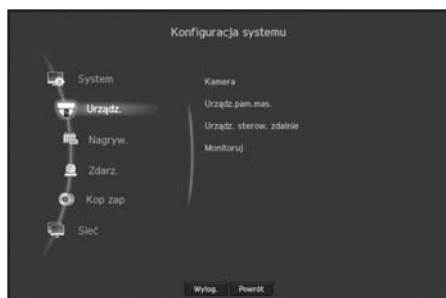 Konfiguracja systemu
System
Urządz.
Nagryw.
Zdarz.
Kop zap
Sieć
Kamera
Urządz.pam.mas.
Urządz. sterow. zdalnie
Monitoruj
Wylog. Powrót